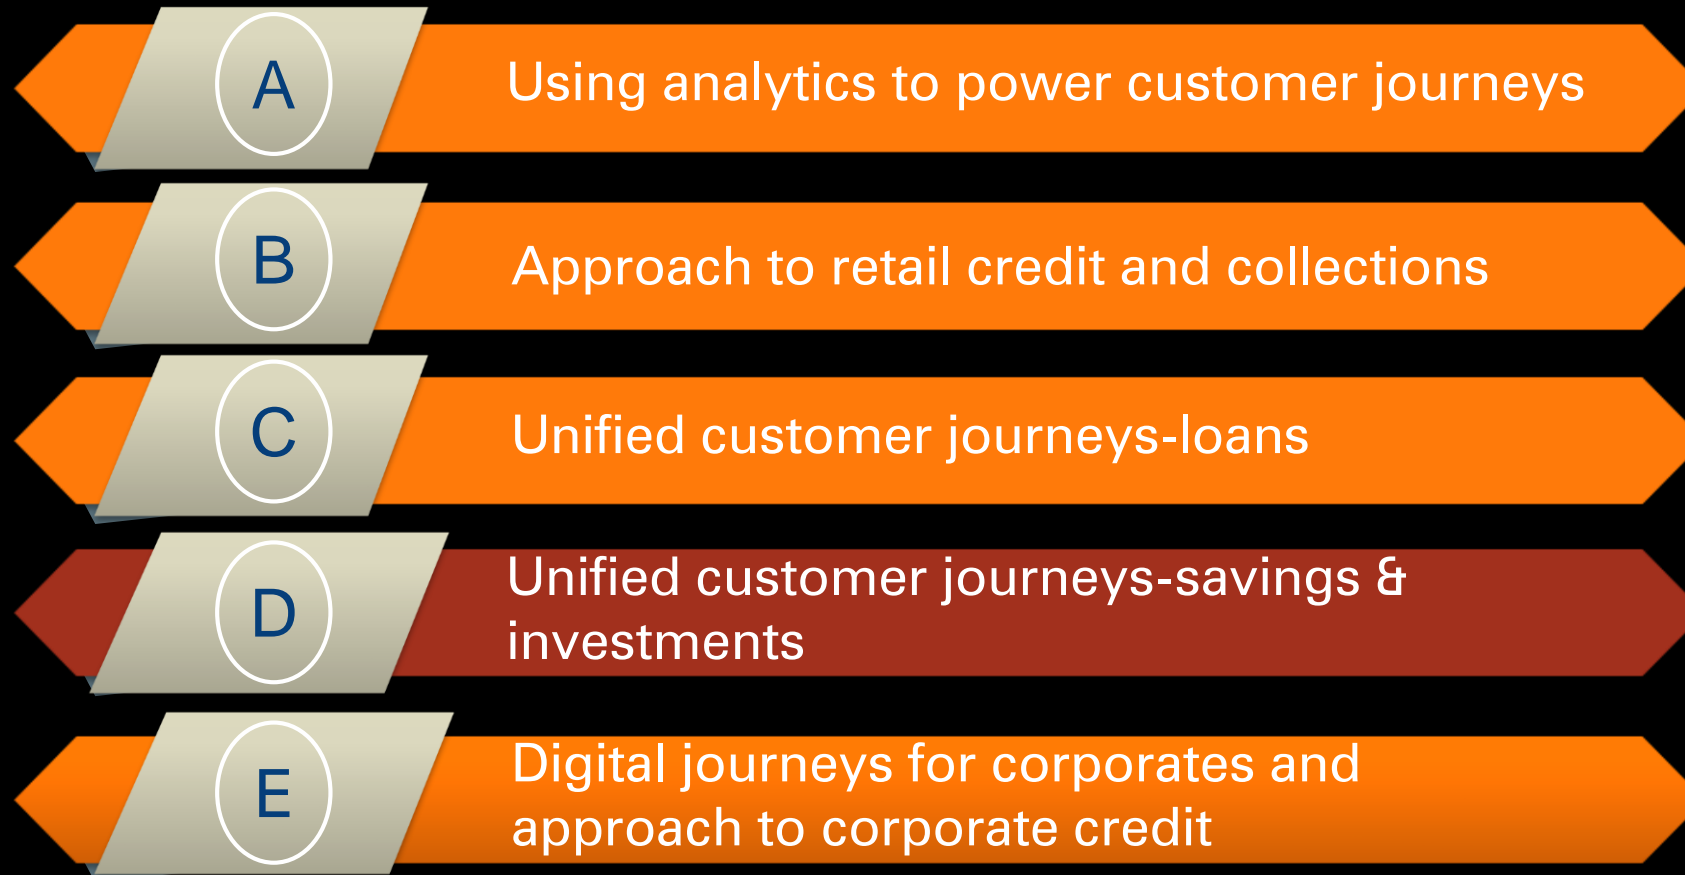 A
Using analytics to power customer journeys
B
Approach to retail credit and collections
C
Unified customer journeys-loans
D
Unified customer journeys-savings &
investments
E
Digital journeys for corporates and
approach to corporate credit